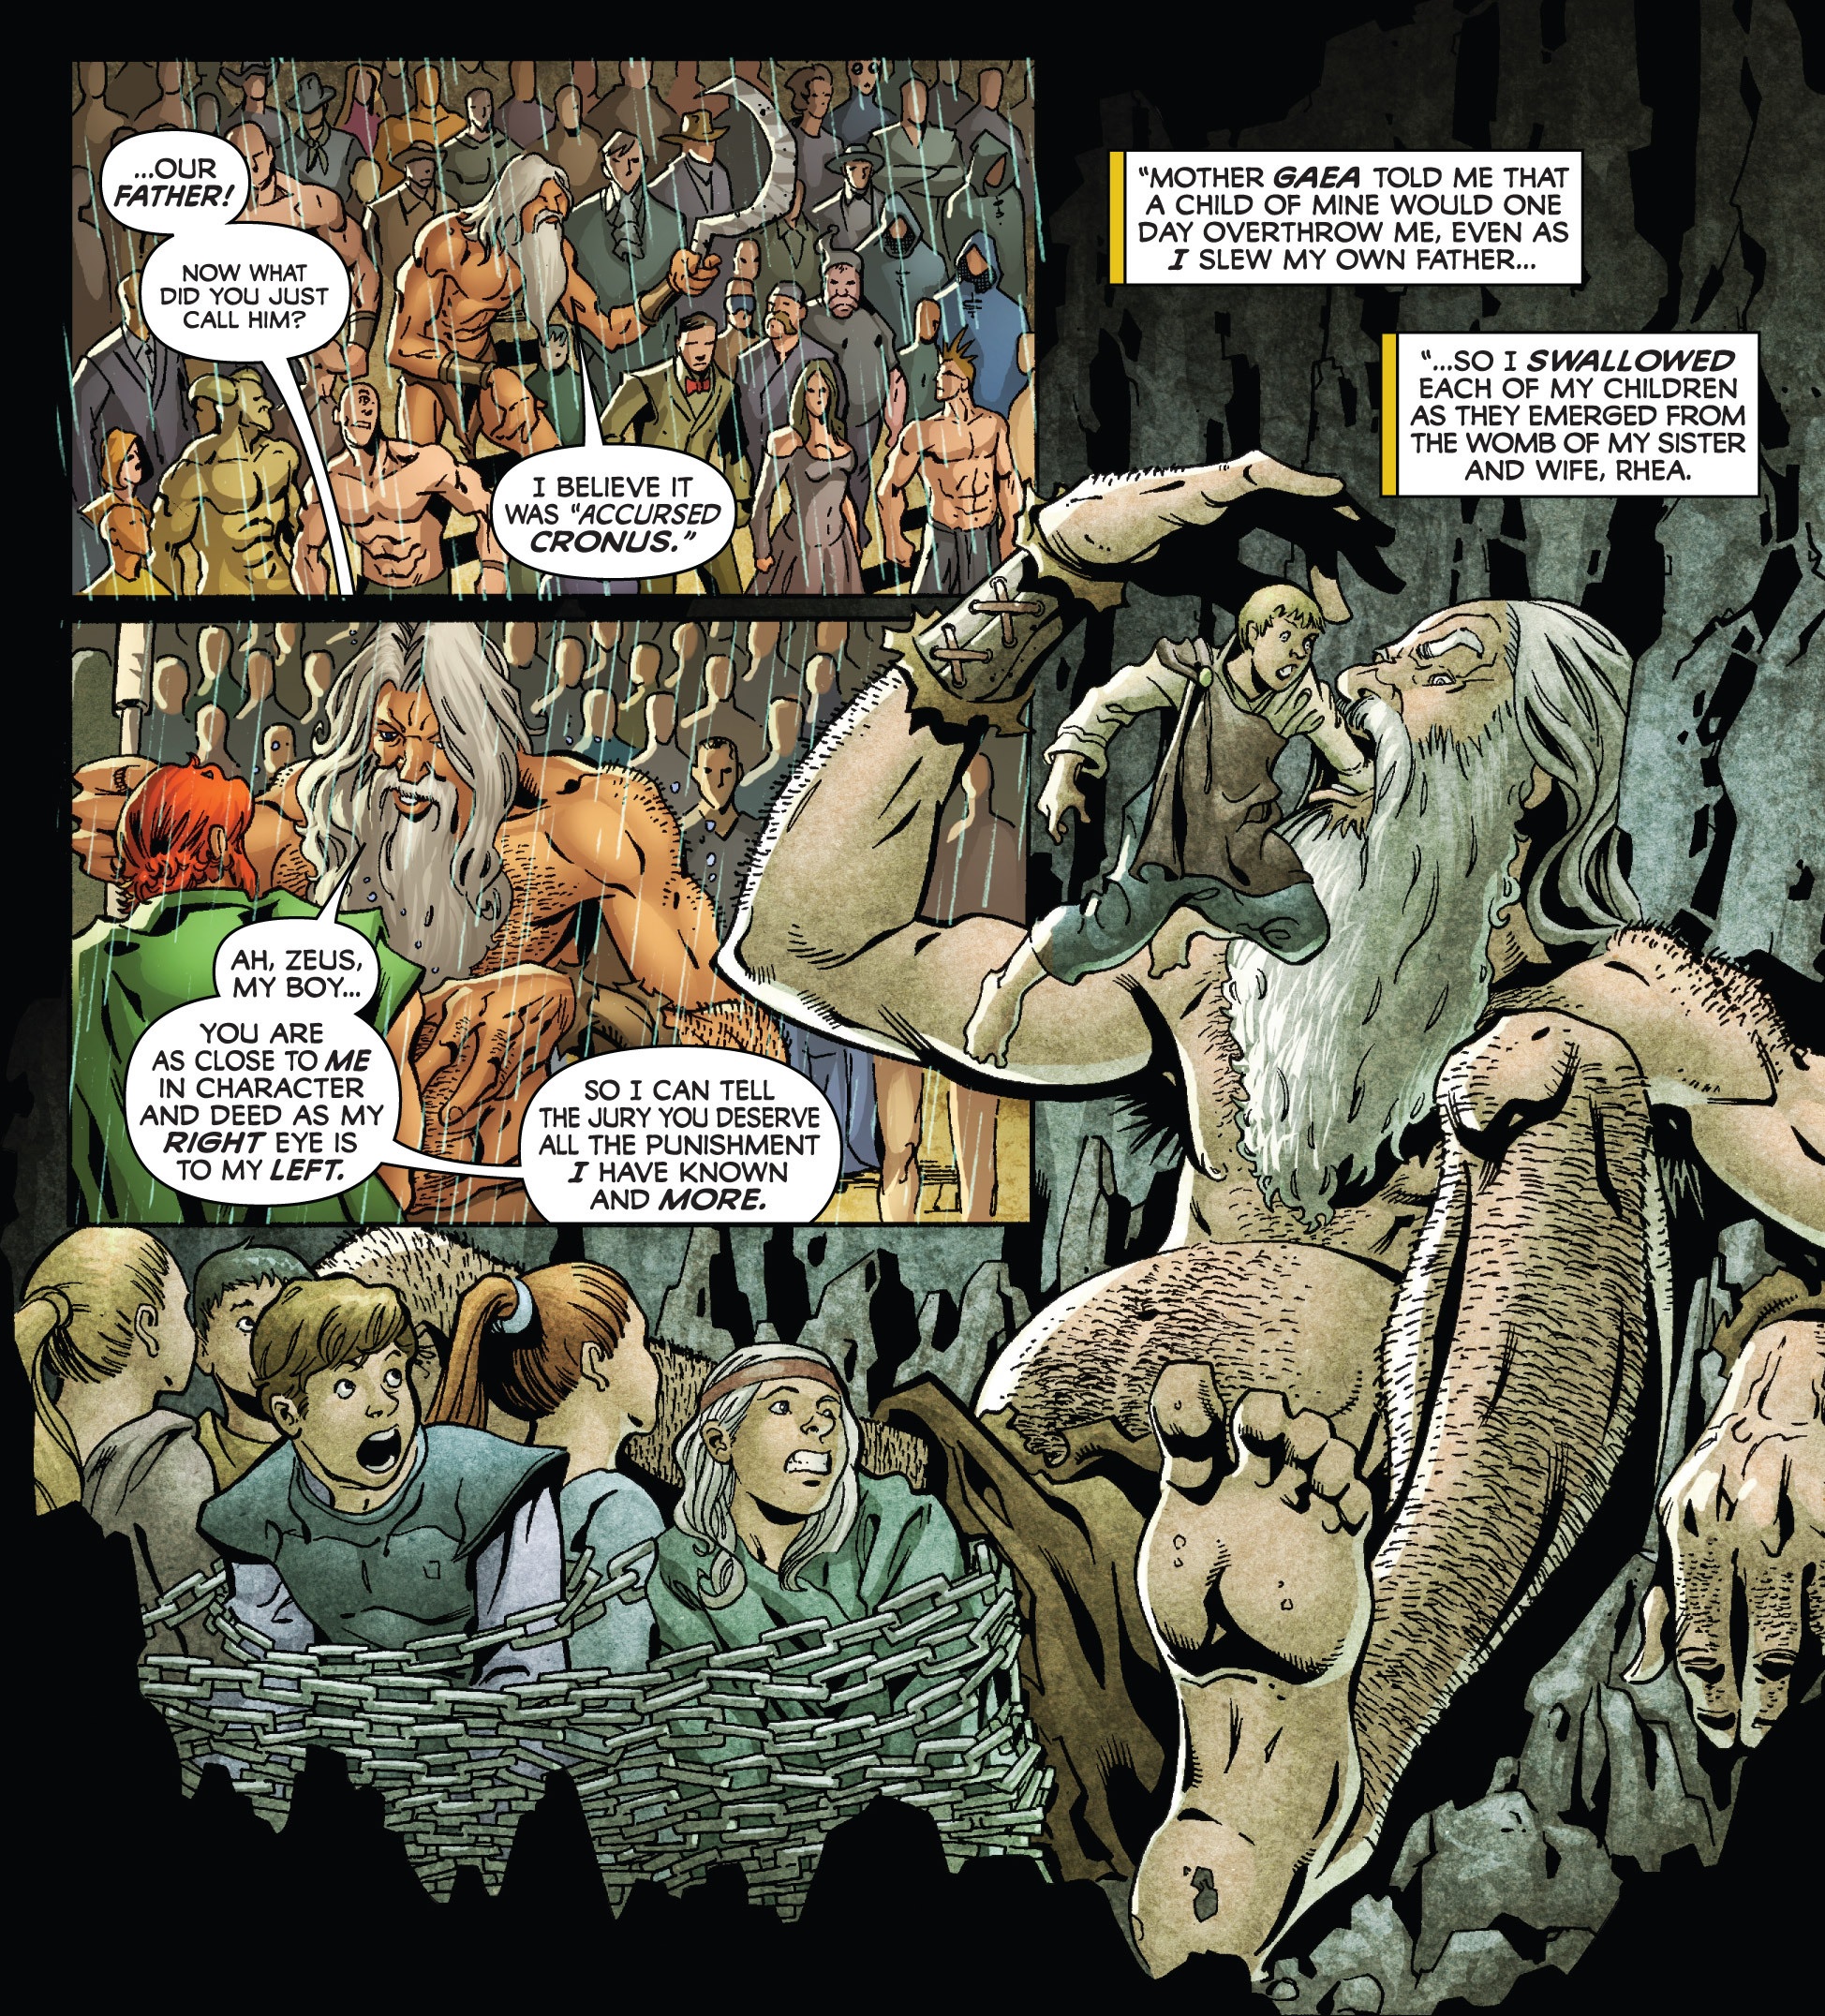 ...OUR
FATHER!
NOW WHAT
DID YOU JUST
CALL HIM?
I BELIEVE IT
WAS "ACCURSED
CRONUS."
AH, ZEUS,
MY BOY...
YOU ARE
AS CLOSE TO ME
IN CHARACTER
AND DEED AS MY
RIGHT EYE IS
TO MY LEFT.
SO I CAN TELL
THE JURY YOU DESERVE
ALL THE PUNISHMENT
I HAVE KNOWN
AND MORE.
"MOTHER GAEA TOLD ME THAT
A CHILD OF MINE WOULD ONE
DAY OVERTHROW ME, EVEN AS
I SLEW MY OWN FATHER...
"...SO I SWALLOWED
EACH OF MY CHILDREN
AS THEY EMERGED FROM
THE WOMB OF MY SISTER
AND WIFE, RHEA.